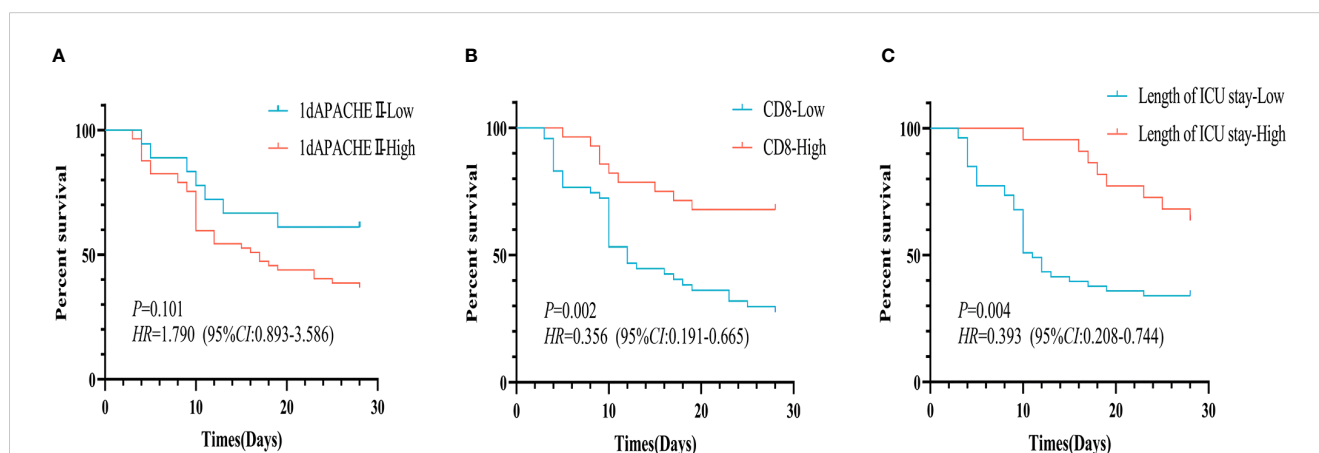 A
1dAPACHE Ⅱ-Low
1dAPACHE Ⅱ-High
Percent survival
100
50
0
P=0.101
HR=1.790 (95%CI:0.893-3.586)
0
10
20
30
Times(Days)
B
CD8-Low
CD8-High
Percent survival
100
50
0
P=0.002
HR=0.356 (95%CI:0.191-0.665)
0
10
20
30
Times(Days)
C
Length of ICU stay-Low
Length of ICU stay-High
Percent survival
100
50
0
P=0.004
HR=0.393 (95%CI:0.208-0.744)
0
10
20
30
Times(Days)